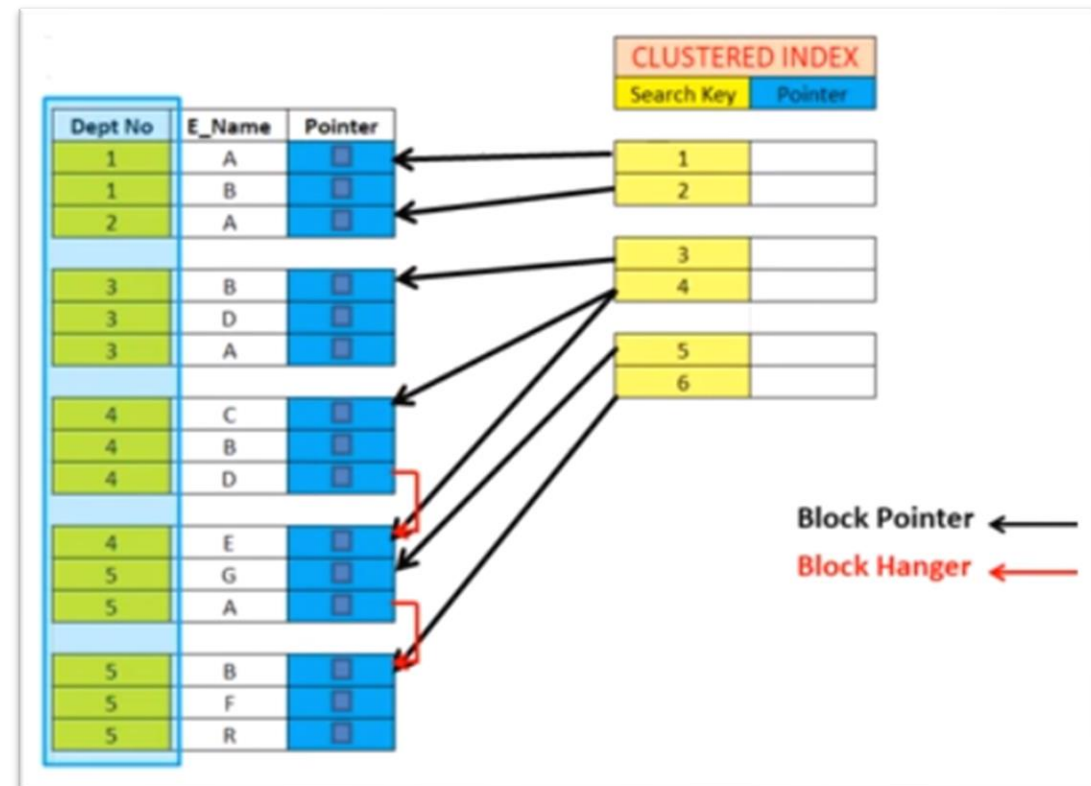 CLUSTERED INDEX
Search Key Pointer
Dept No E_Name Pointer
1 A
1 B
2 A
3 B
3 D
3 A
4 C
4 B
4 D
4 E
5 G
5 A
5 B
5 F
5 R
1
2
3
4
5
6
Block Pointer
Block Hanger